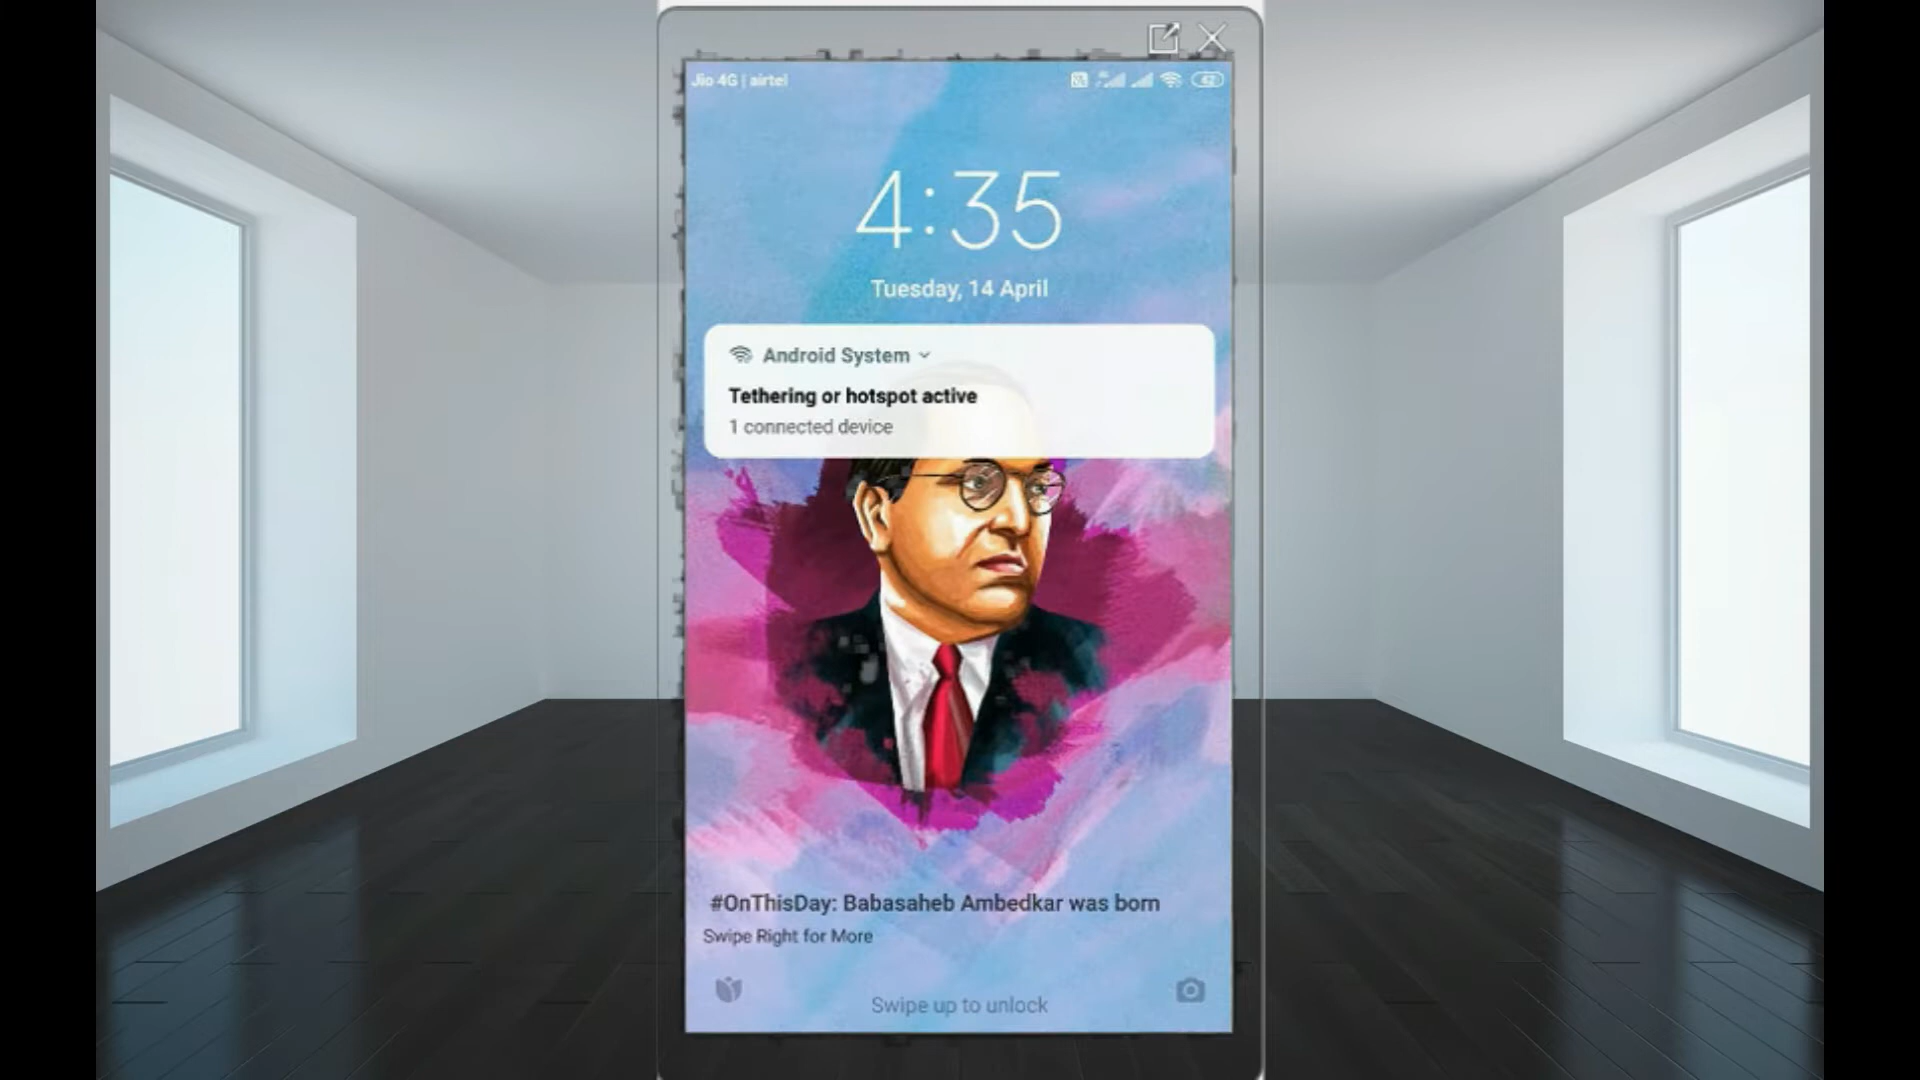 Jio 4G | airtel
62
4:35
Tuesday, 14 April
Android System
Tethering or hotspot active
1 connected device
#OnThisDay: Babasaheb Ambedkar was born
Swipe Right for More
Swipe up to unlock